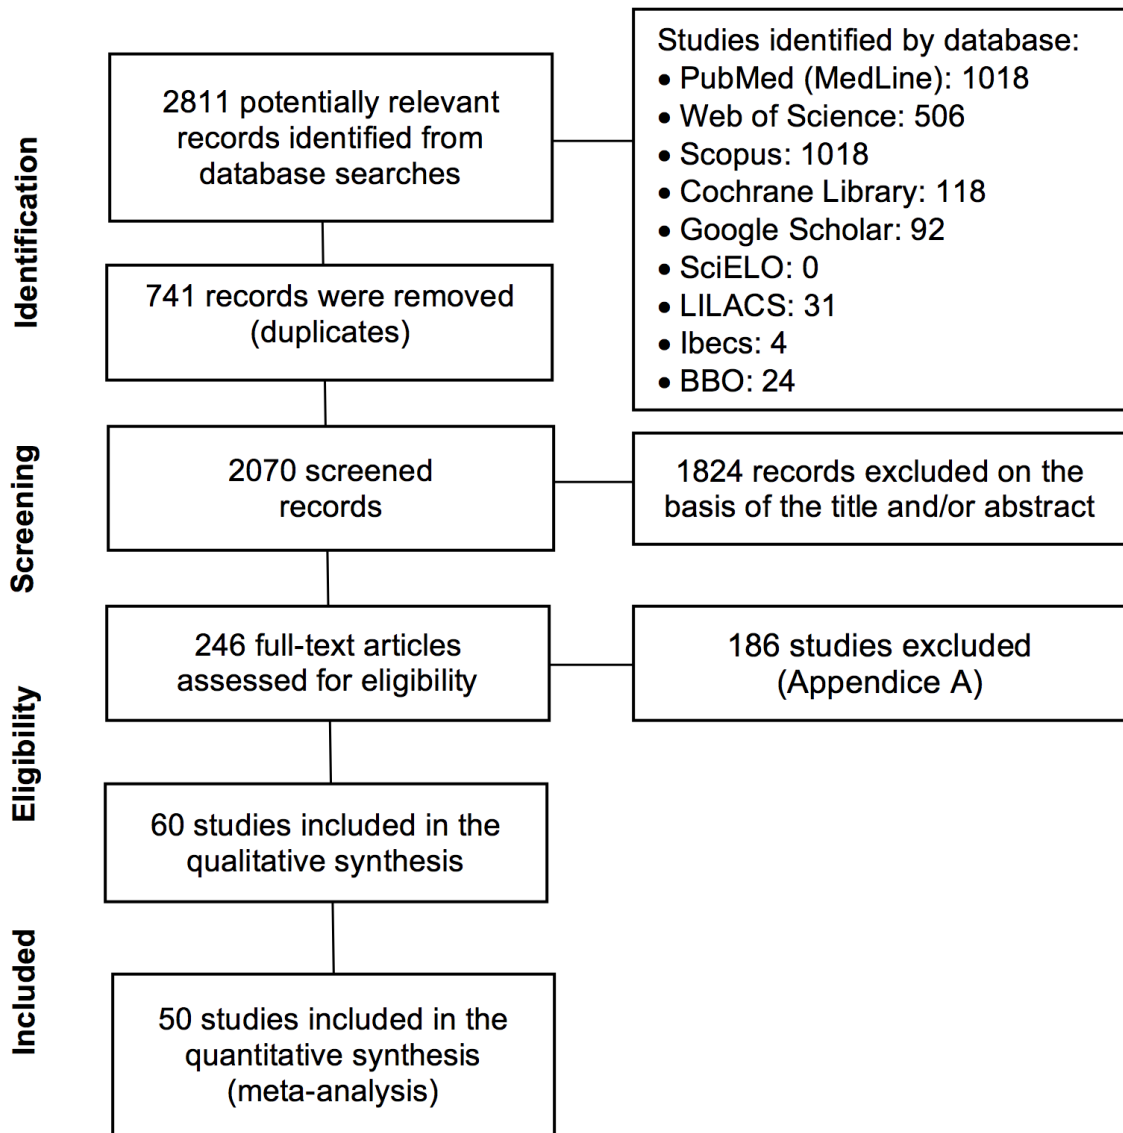 Identification
2811 potentially relevant
records identified from
database searches
Studies identified by database:
• PubMed (MedLine): 1018
• Web of Science: 506
• Scopus: 1018
• Cochrane Library: 118
• Google Scholar: 92
• SciELO: 0
• LILACS: 31
• Ibecs: 4
• BBO: 24
741 records were removed
(duplicates)
Screening
2070 screened
records
1824 records excluded on the
basis of the title and/or abstract
Eligibility
246 full-text articles
assessed for eligibility
186 studies excluded
(Appendice A)
60 studies included in the
qualitative synthesis
Included
50 studies included in the
quantitative synthesis
(meta-analysis)